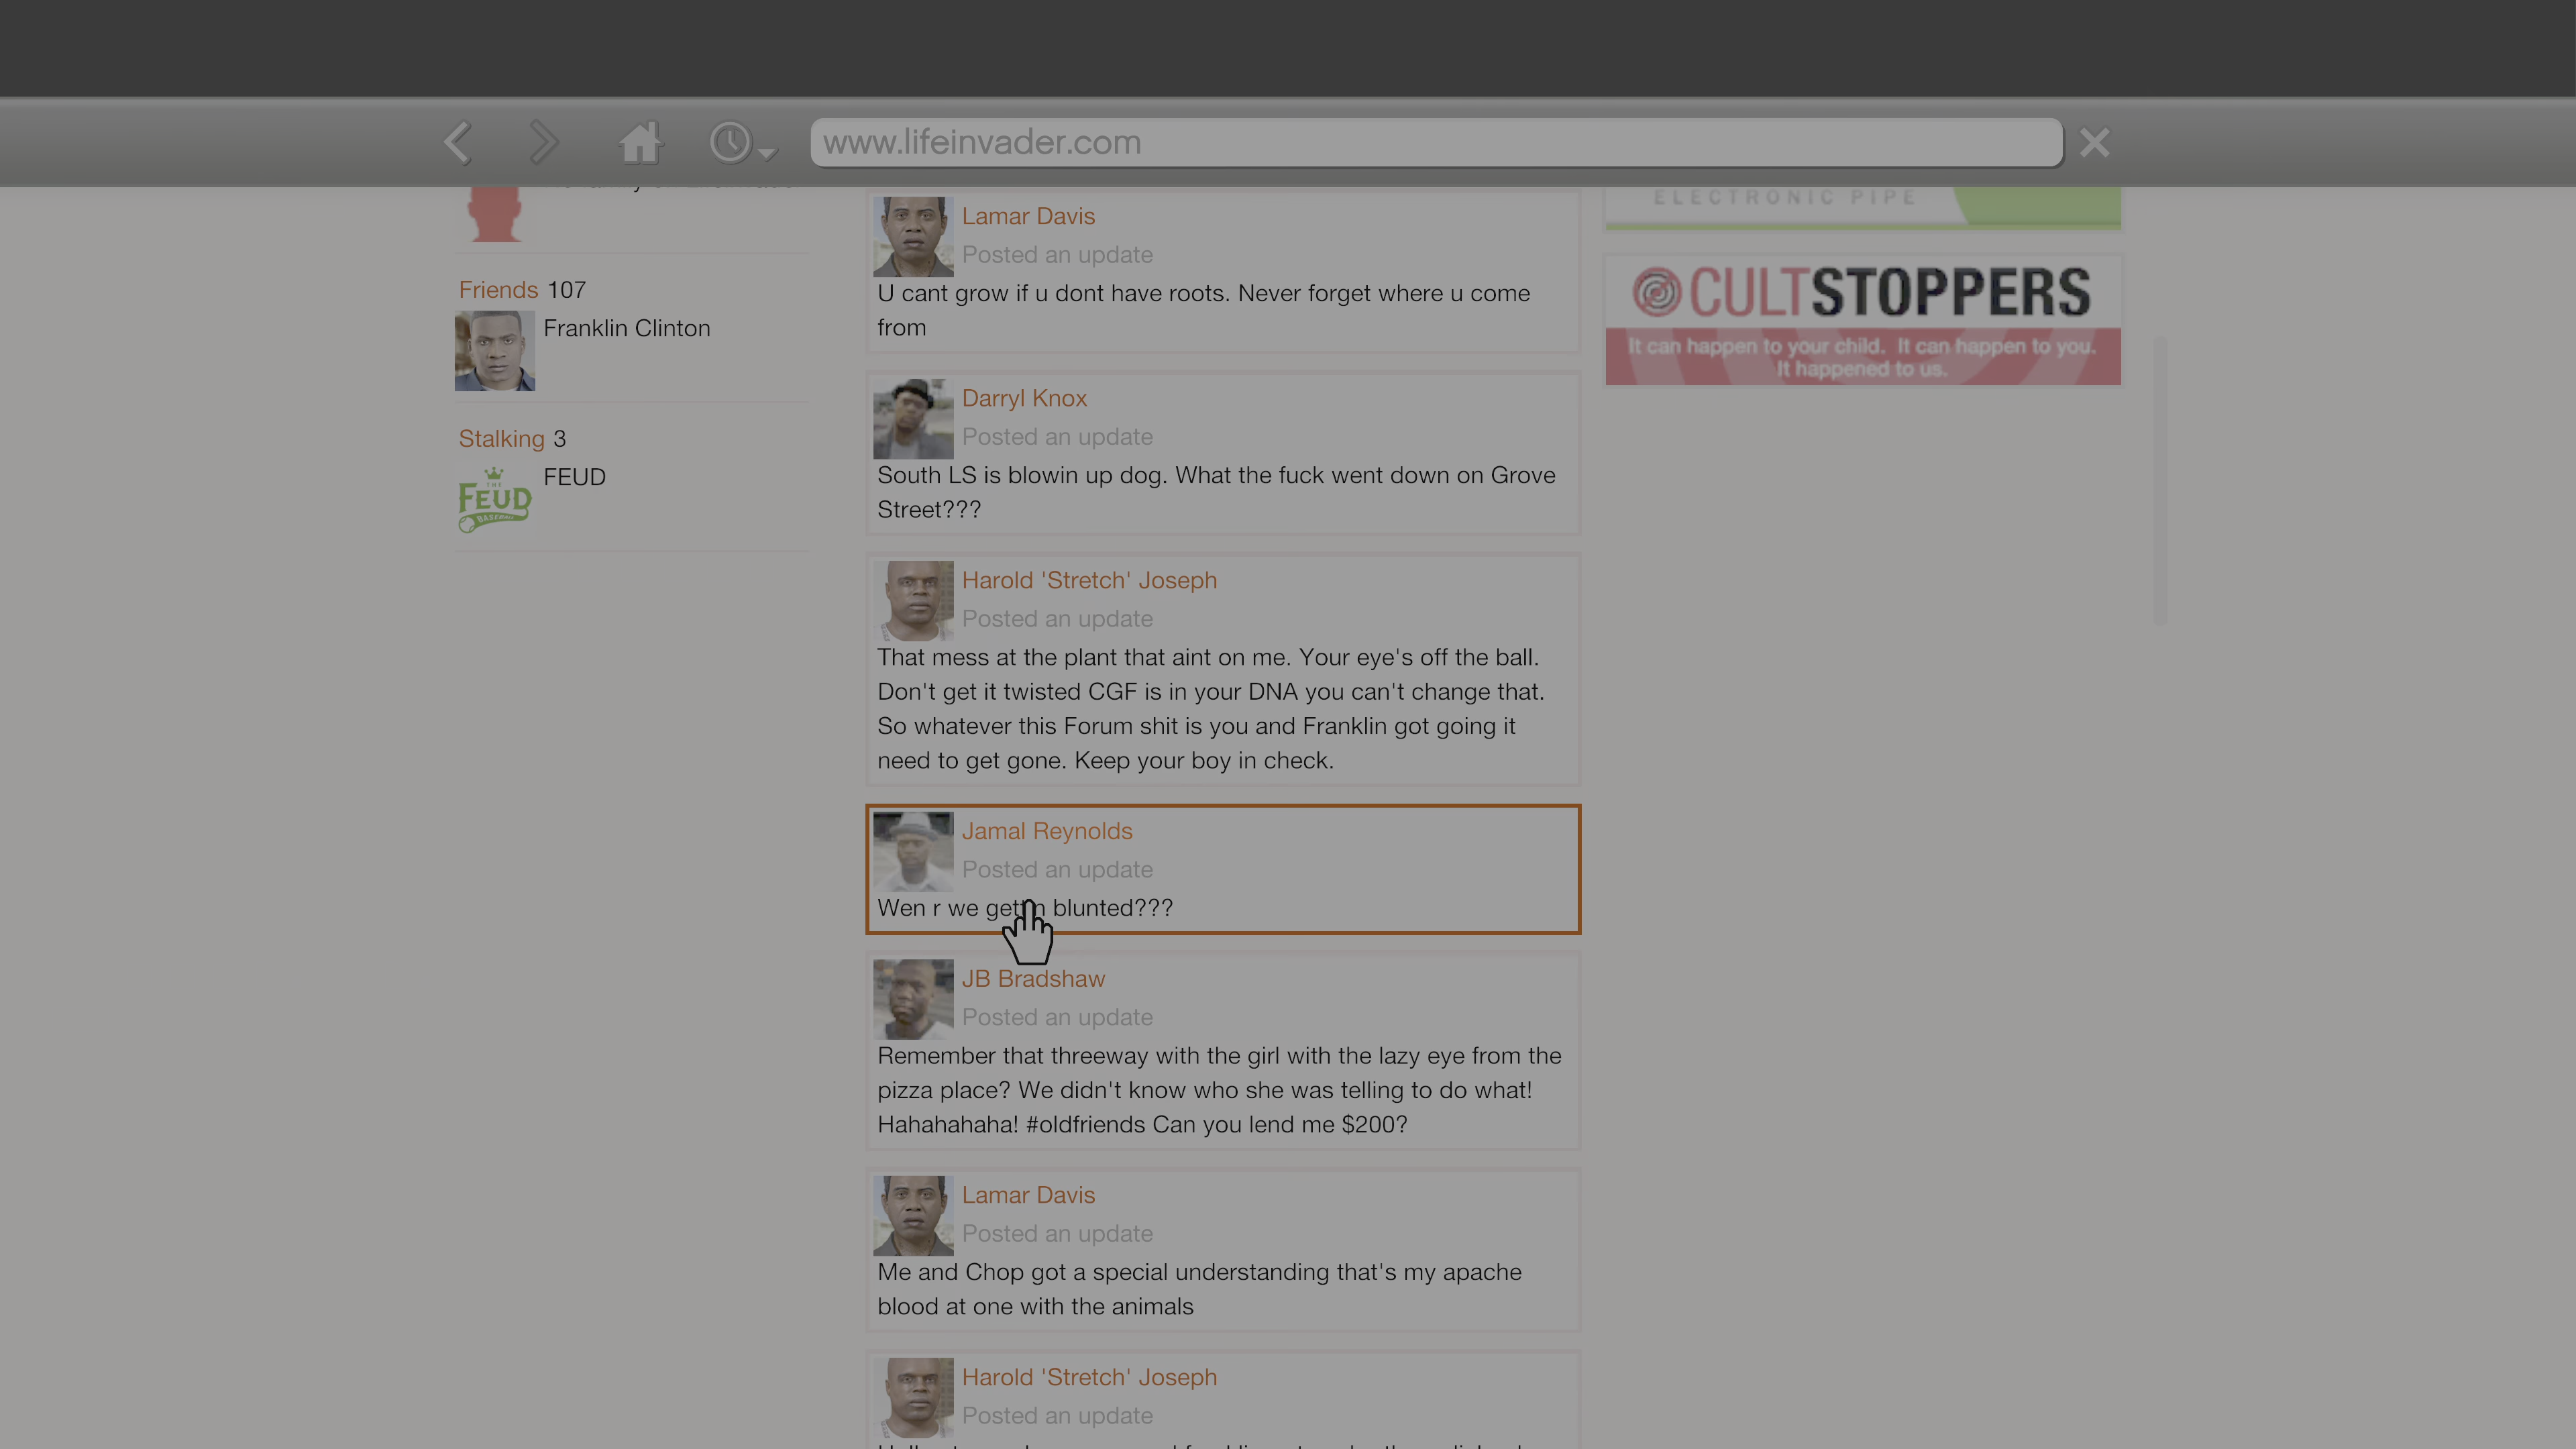 www.lifeinvader.com
Friends 107
Franklin Clinton
Stalking 3
THE
FEUD
BASEBALL
FEUD
Lamar Davis
Posted an update
U cant grow if u dont have roots. Never forget where u come
from
Darryl Knox
Posted an update
South LS is blowin up dog. What the fuck went down on Grove
Street???
Harold 'Stretch' Joseph
Posted an update
That mess at the plant that aint on me. Your eye's off the ball.
Don't get it twisted CGF is in your DNA you can't change that.
So whatever this Forum shit is you and Franklin got going it
need to get gone. Keep your boy in check.
Jamal Reynolds
Posted an update
Wen r we gettin blunted???
JB Bradshaw
Posted an update
Remember that threeway with the girl with the lazy eye from the
pizza place? We didn't know who she was telling to do what!
Hahahahaha! #oldfriends Can you lend me $200?
Lamar Davis
Posted an update
Me and Chop got a special understanding that's my apache
blood at one with the animals
Harold 'Stretch' Joseph
Posted an update
ELECTRONIC PIPE
CULTSTOPPERS
It can happen to your child. It can happen to you.
It happened to us.